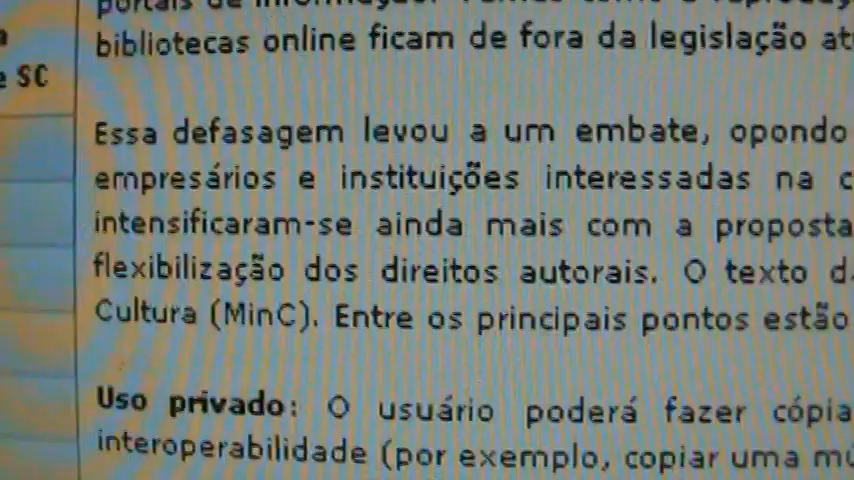 bibliotecas online ficam de fora da legislação
e SC
Essa defasagem levou a um embate, opondo
empresários e instituições interessadas na
intensificaram-se ainda mais com a proposta
flexibilização dos direitos autorais. O texto
Cultura (MinC). Entre os principais pontos estão
Uso privado: O usuário poderá fazer cópia
interoperabilidade (por exemplo, copiar uma